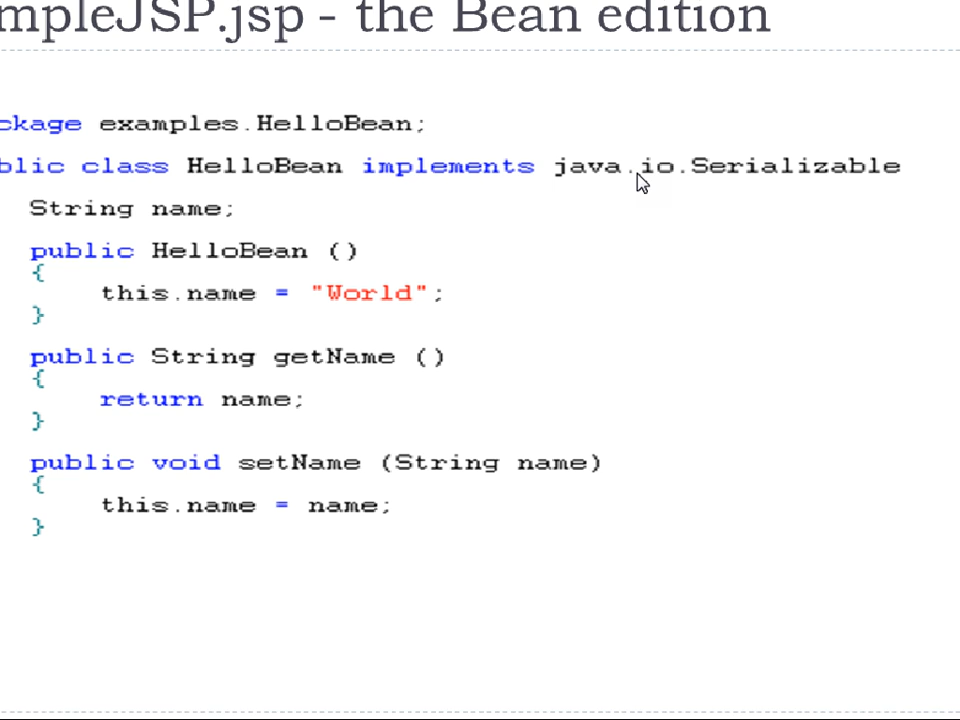 mpleJSP.jsp - the Bean edition
ckage examples.HelloBean;
blic class HelloBean implements java.io.Serializable
String name;
public HelloBean ()
{
this.name = "World";
}
public String getName ()
{
return name;
}
public void setName (String name)
{
this.name = name;
}